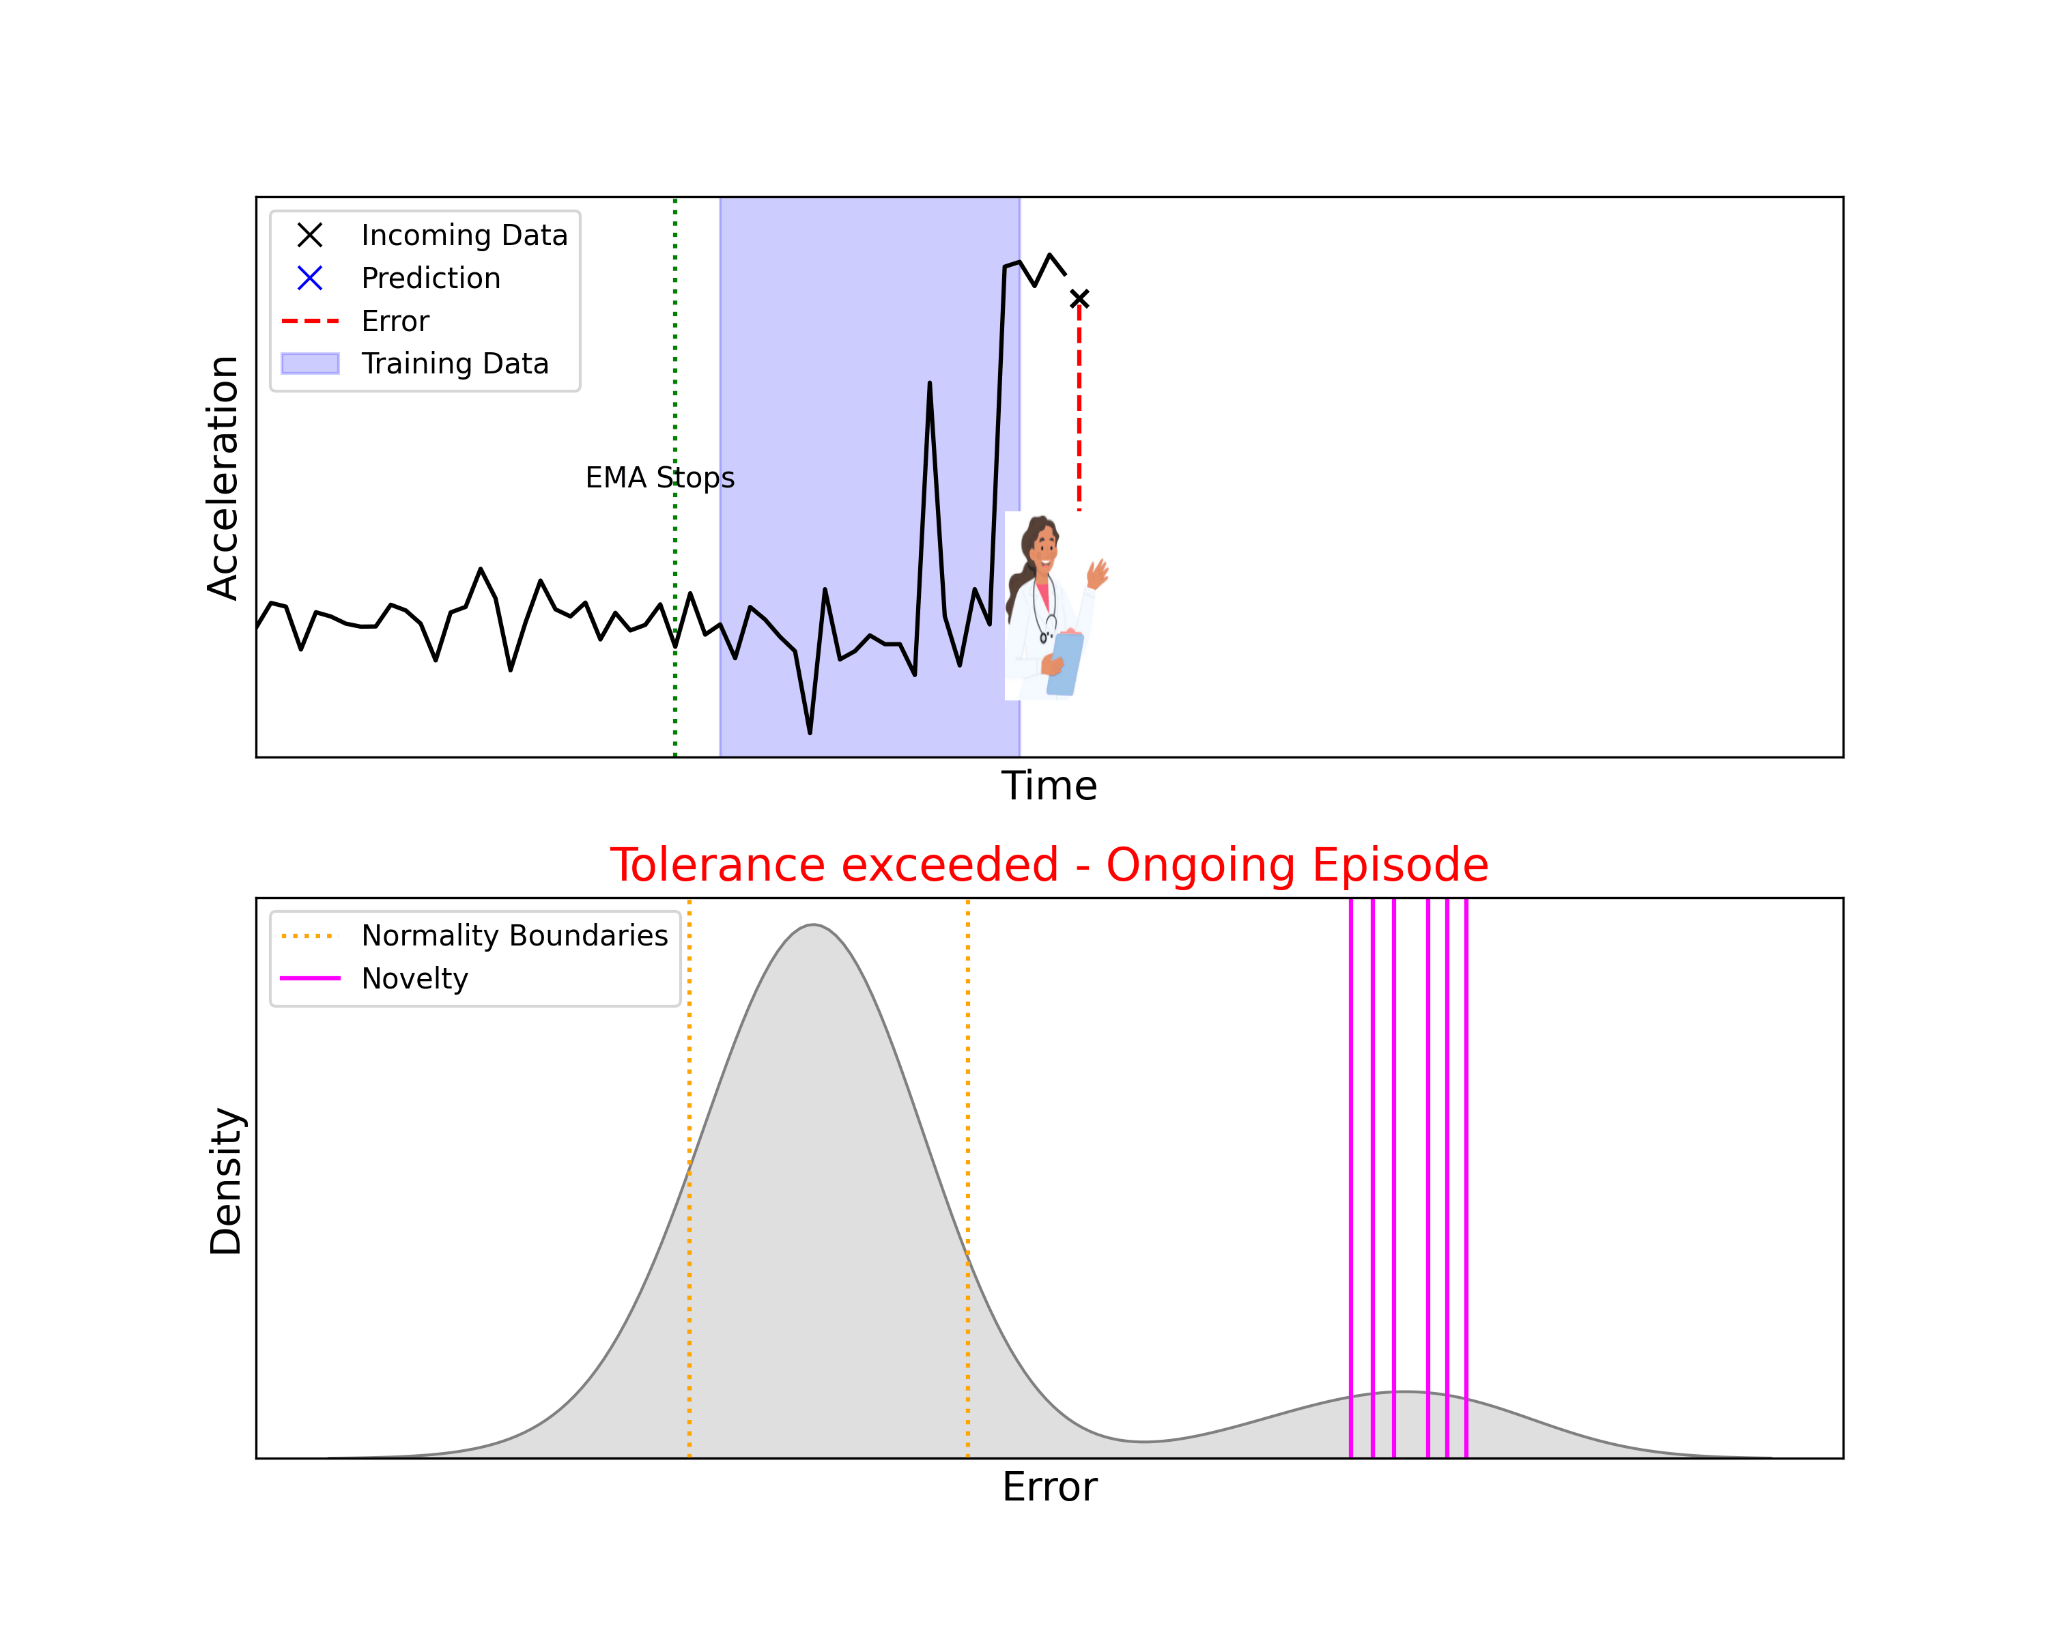 Incoming Data
Prediction
Error
Training Data
EMA Stops
Acceleration
Time
Tolerance exceeded - Ongoing Episode
Normality Boundaries
Novelty
Density
Error